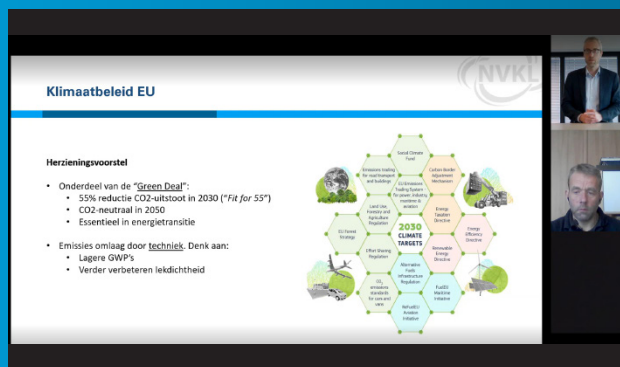 NVKL
Klimaatbeleid EU
Herzieningsvoorstel
• Onderdeel van de “Green Deal”:
• 55% reductie CO2-uitstoot in 2030 (“Fit for 55”)
• CO2-neutraal in 2050
• Essentieel in energietransitie
• Emissies omlaag door techniek. Denk aan:
• Lagere GWP’s
• Verder verbeteren lekdichtheid
Social Climate
Fund
Emissions trading
for road transport
and buildings
Carbon Border
Adjustment
Mechanism
EU Emissions
Trading System
for power, industry,
maritime &
aviation
Land Use,
Forestry and
Agriculture
Regulation
Energy
Taxation
Directive
EU Forest
Strategy
2030
CLIMATE
TARGETS
Energy
Efficiency
Directive
Effort Sharing
Regulation
Renewable
Energy
Directive
Alternative
Fuels
Infrastructure
Regulation
CO₂
emissions
standards
for cars and
vans
FuelEU
Maritime
Initiative
ReFuelEU
Aviation
Initiative